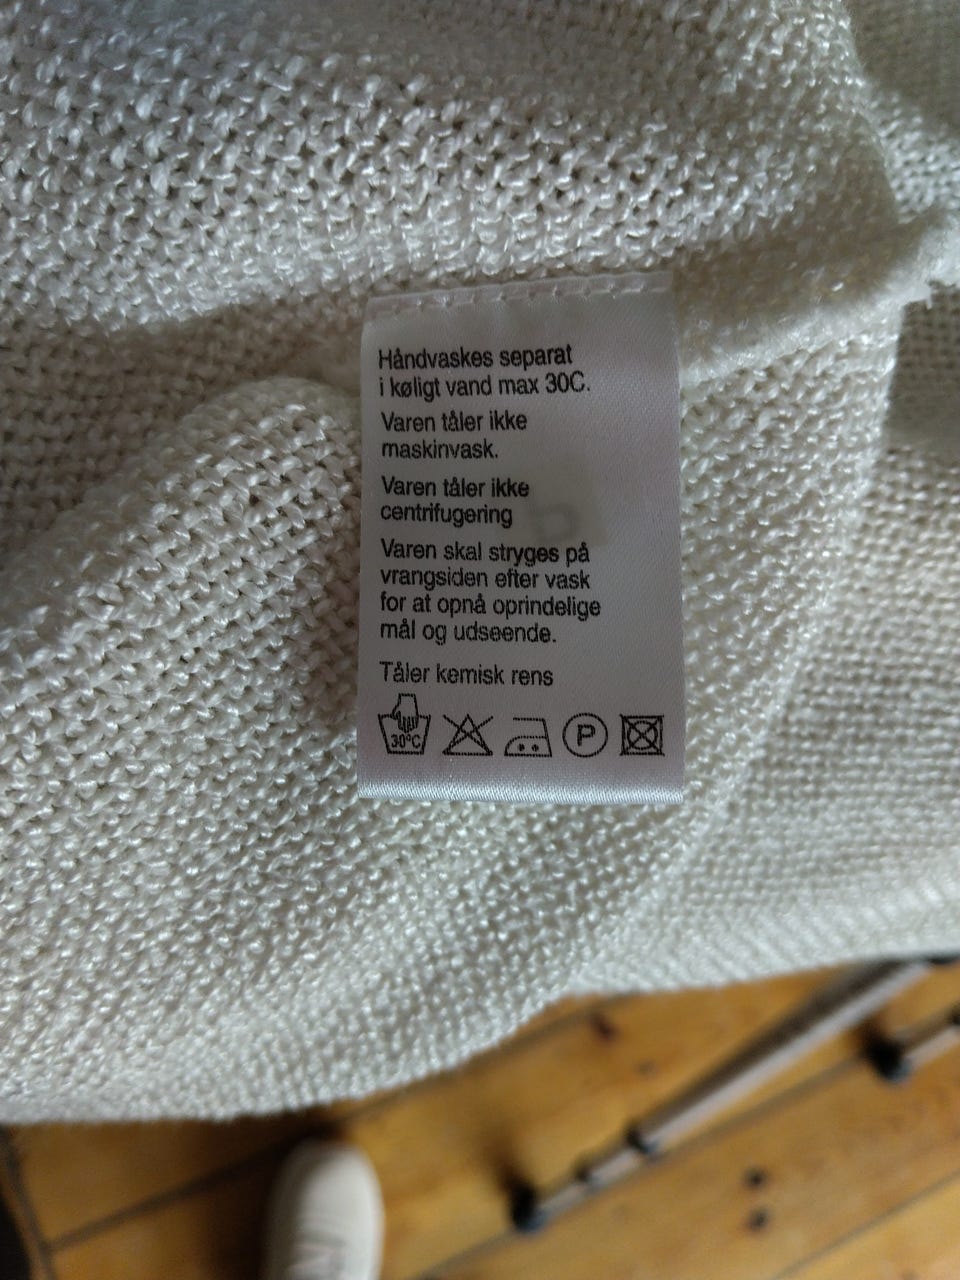 Håndvaskes separat
i køligt vand max 30C.
Varen tåler ikke
maskinvask.
Varen tåler ikke
centrifugering
Varen skal stryges på
vrangsiden efter vask
for at opnå oprindelige
mål og udseende.
Tåler kemisk rens
30°C P